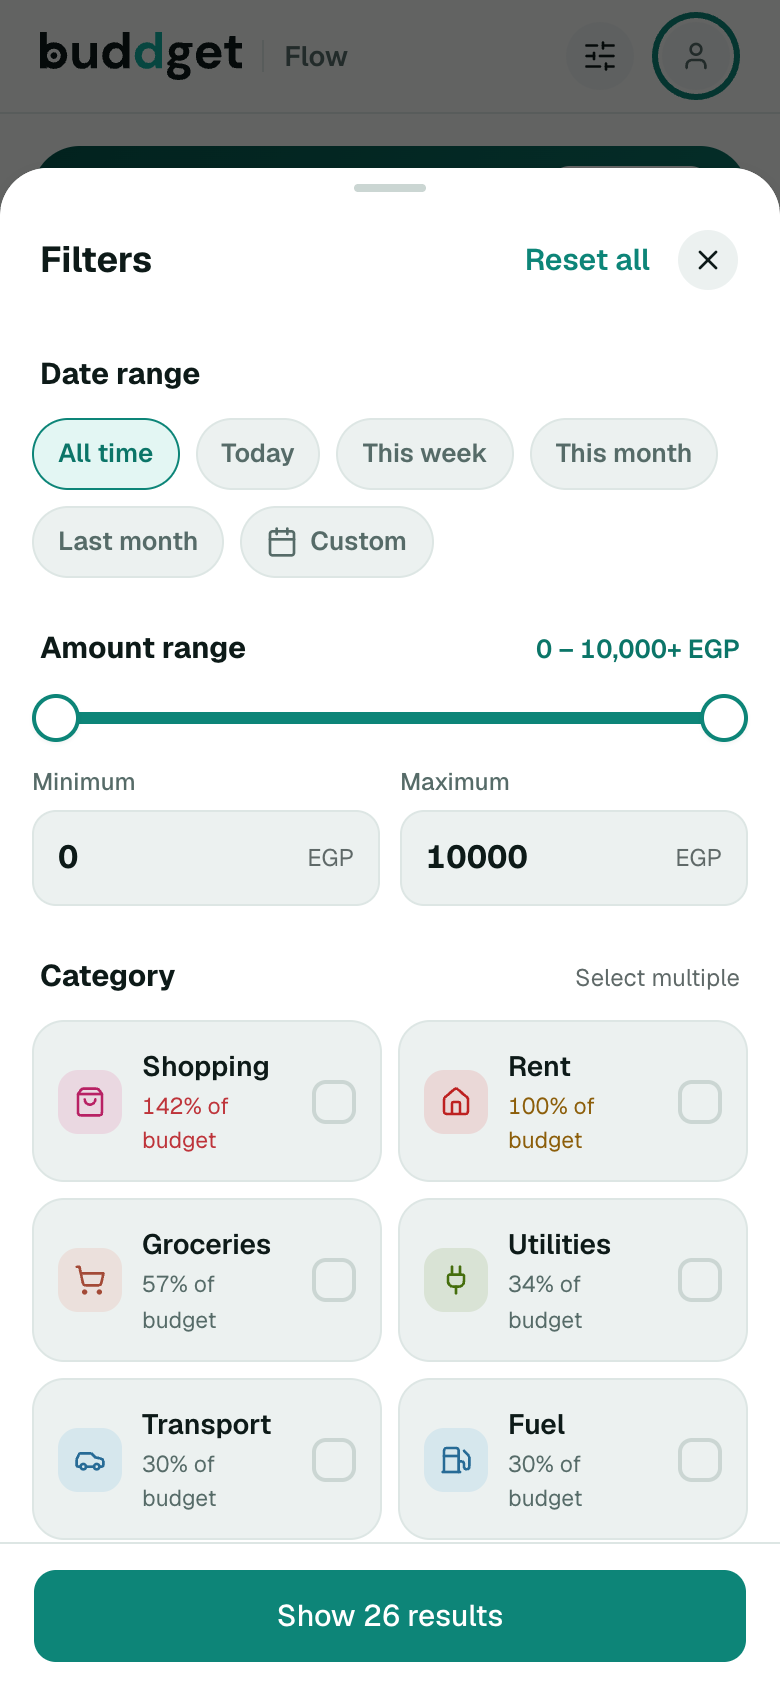 buddget
Flow
Filters
Reset all
Date range
All time
Today
This week
This month
Last month
Custom
Amount range
0 – 10,000+ EGP
Minimum
Maximum
0
EGP
10000
EGP
Category
Select multiple
Shopping
142% of
budget
Rent
100% of
budget
Groceries
57% of
budget
Utilities
34% of
budget
Transport
30% of
budget
Fuel
30% of
budget
Show 26 results